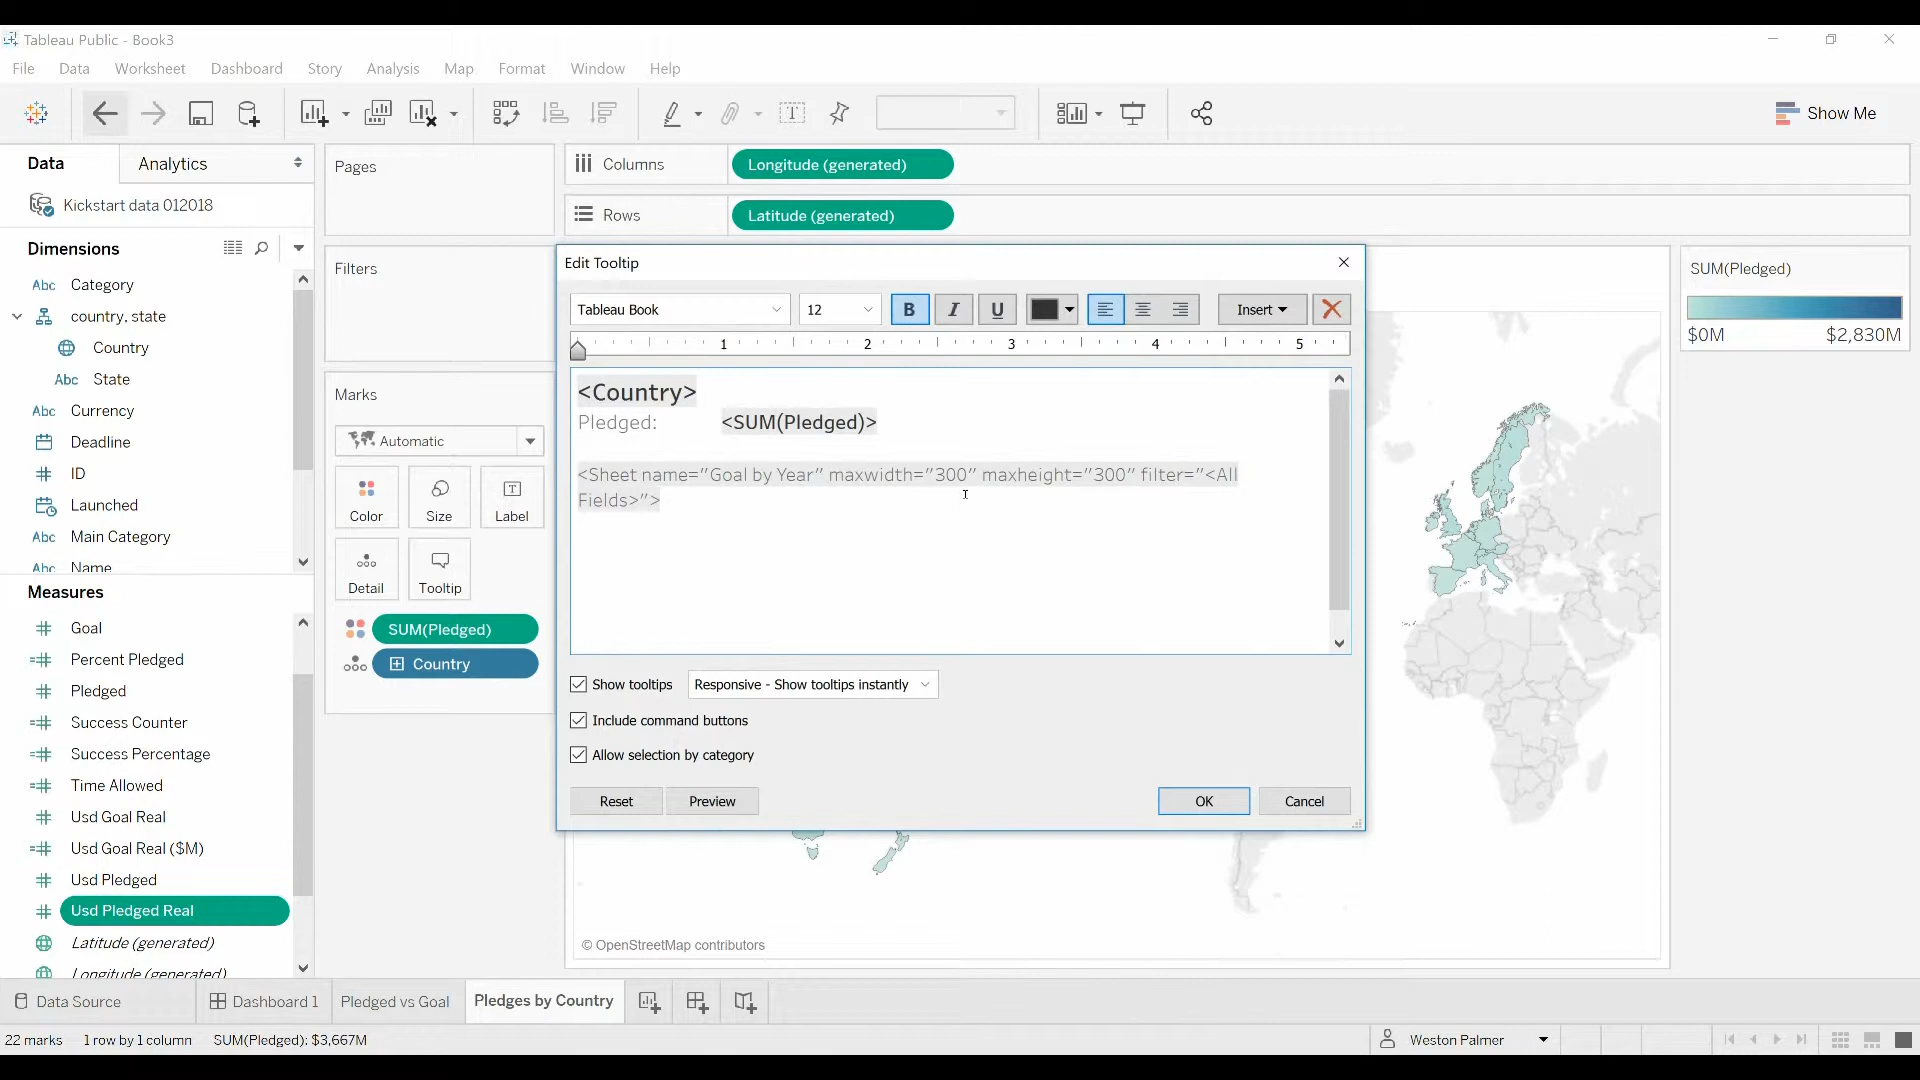 Tableau Public - Book3
File Data Worksheet Dashboard Story Analysis Map Format Window Help
Show Me
Data Analytics
Kickstart data 012018
Dimensions
Abc Category
country, state
Country
Abc State
Abc Currency
Deadline
ID
Launched
Abc Main Category
Abc Name
Measures
Goal
Percent Pledged
Pledged
Success Counter
Success Percentage
Time Allowed
Usd Goal Real
Usd Goal Real ($M)
Usd Pledged
Usd Pledged Real
Latitude (generated)
Longitude (generated)
Pages
Filters
Marks
Automatic
Color Size Label
Detail Tooltip
SUM(Pledged)
Country
Columns Longitude (generated)
Rows Latitude (generated)
Edit Tooltip
Tableau Book 12 B I U Insert
1 2 3 4 5
<Country>
Pledged: <SUM(Pledged)>
<Sheet name="Goal by Year" maxwidth="300" maxheight="300" filter="<All
Fields>">
Show tooltips Responsive - Show tooltips instantly
Include command buttons
Allow selection by category
Reset Preview OK Cancel
SUM(Pledged)
$0M $2,830M
© OpenStreetMap contributors
Data Source Dashboard 1 Pledged vs Goal Pledges by Country
22 marks 1 row by 1 column SUM(Pledged): $3,667M Weston Palmer